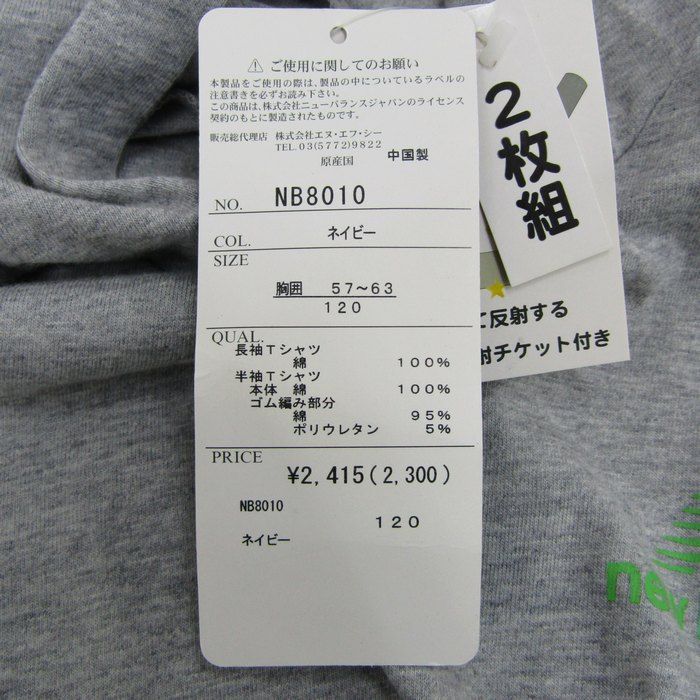 ⚠ ご使用に関してのお願い
本製品をご使用の際は、製品の中についているラベルの
注意書きを必ずお読み下さい。
この商品は、株式会社ニューバランスジャパンのライセンス
契約のもとに製造されたものです。
販売総代理店 株式会社エヌ・エフ・シー
TEL.03(5772)9822
原産国 中国製
NO. NB8010
COL. ネイビー
SIZE
胸囲 57～63
120
QUAL.
長袖Tシャツ
綿 100%
半袖Tシャツ
本体 綿 100%
ゴム編み部分
綿 95%
ポリウレタン 5%
PRICE
¥2,415(2,300)
NB8010
120
ネイビー
2枚組
て反射する
射チケット付き
new